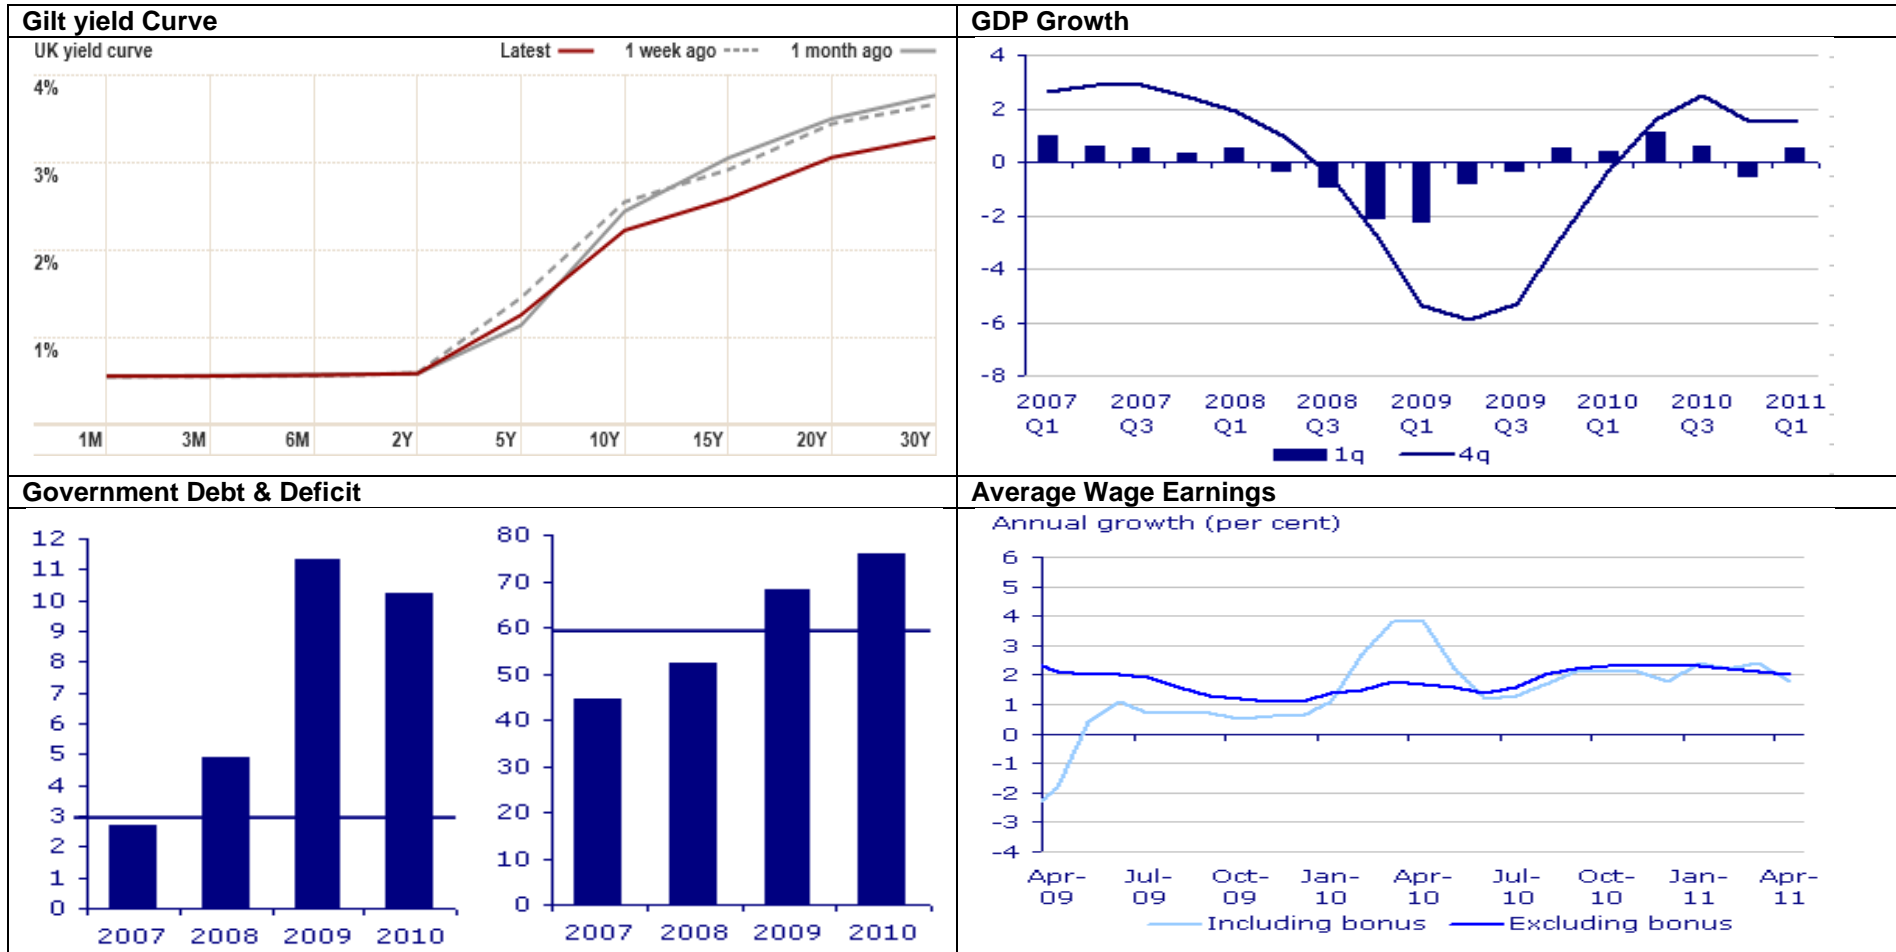 Gilt yield Curve
UK yield curve Latest 1 week ago 1 month ago
4%
3%
2%
1%
1M 3M 6M 2Y 5Y 10Y 15Y 20Y 30Y
GDP Growth
4
2
0
-2
-4
-6
-8
2007 2007 2008 2008 2009 2009 2010 2010 2011
Q1 Q3 Q1 Q3 Q1 Q3 Q1 Q3 Q1
1q 4q
Government Debt & Deficit
12
11
10
9
8
7
6
5
4
3
2
1
0
2007 2008 2009 2010
80
70
60
50
40
30
20
10
0
2007 2008 2009 2010
Average Wage Earnings
Annual growth (per cent)
6
5
4
3
2
1
0
-1
-2
-3
-4
Apr- Jul- Oct- Jan- Apr- Jul- Oct- Jan- Apr-
09 09 09 10 10 10 10 11 11
Including bonus Excluding bonus